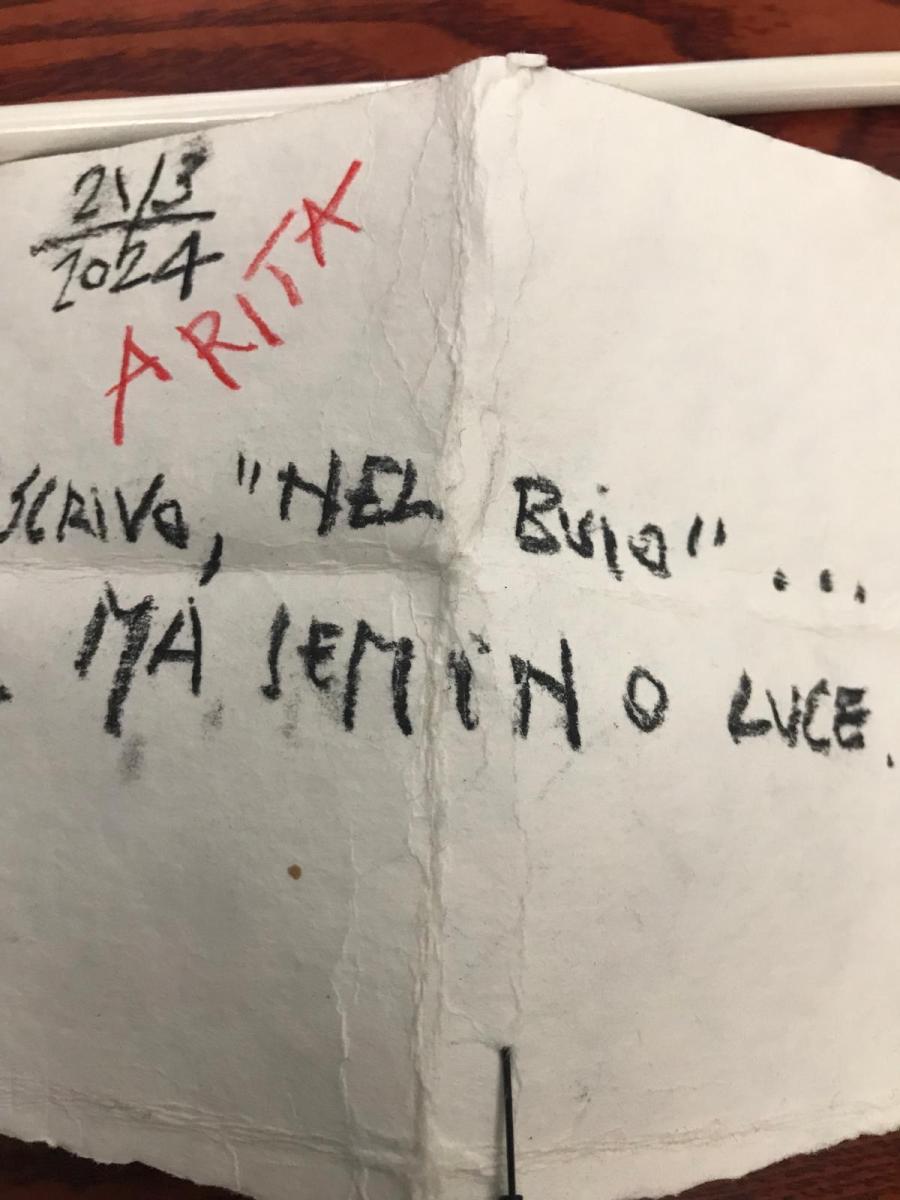 21/3
2024
ARITA
SCRIVO, "NEL BUIO" ...
. MA SEMINO LUCE.